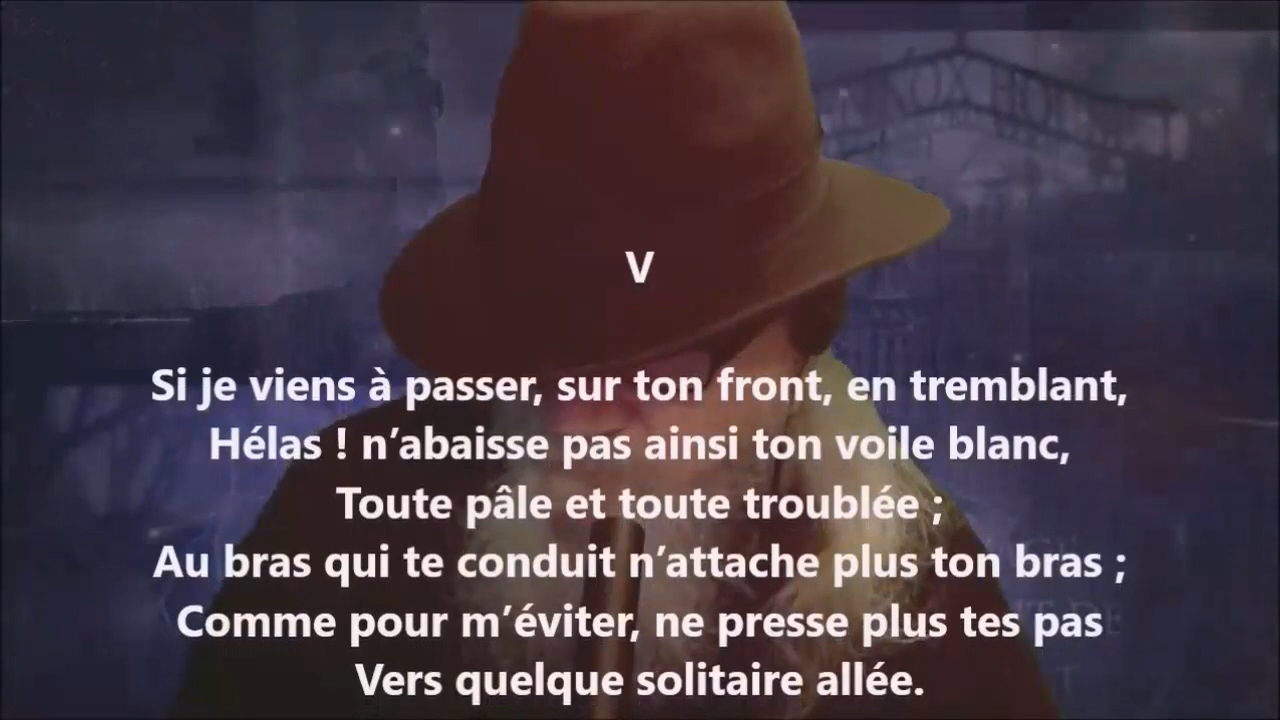 V
Si je viens à passer, sur ton front, en tremblant,
Hélas ! n’abaisse pas ainsi ton voile blanc,
Toute pâle et toute troublée ;
Au bras qui te conduit n’attache plus ton bras ;
Comme pour m’éviter, ne presse plus tes pas
Vers quelque solitaire allée.